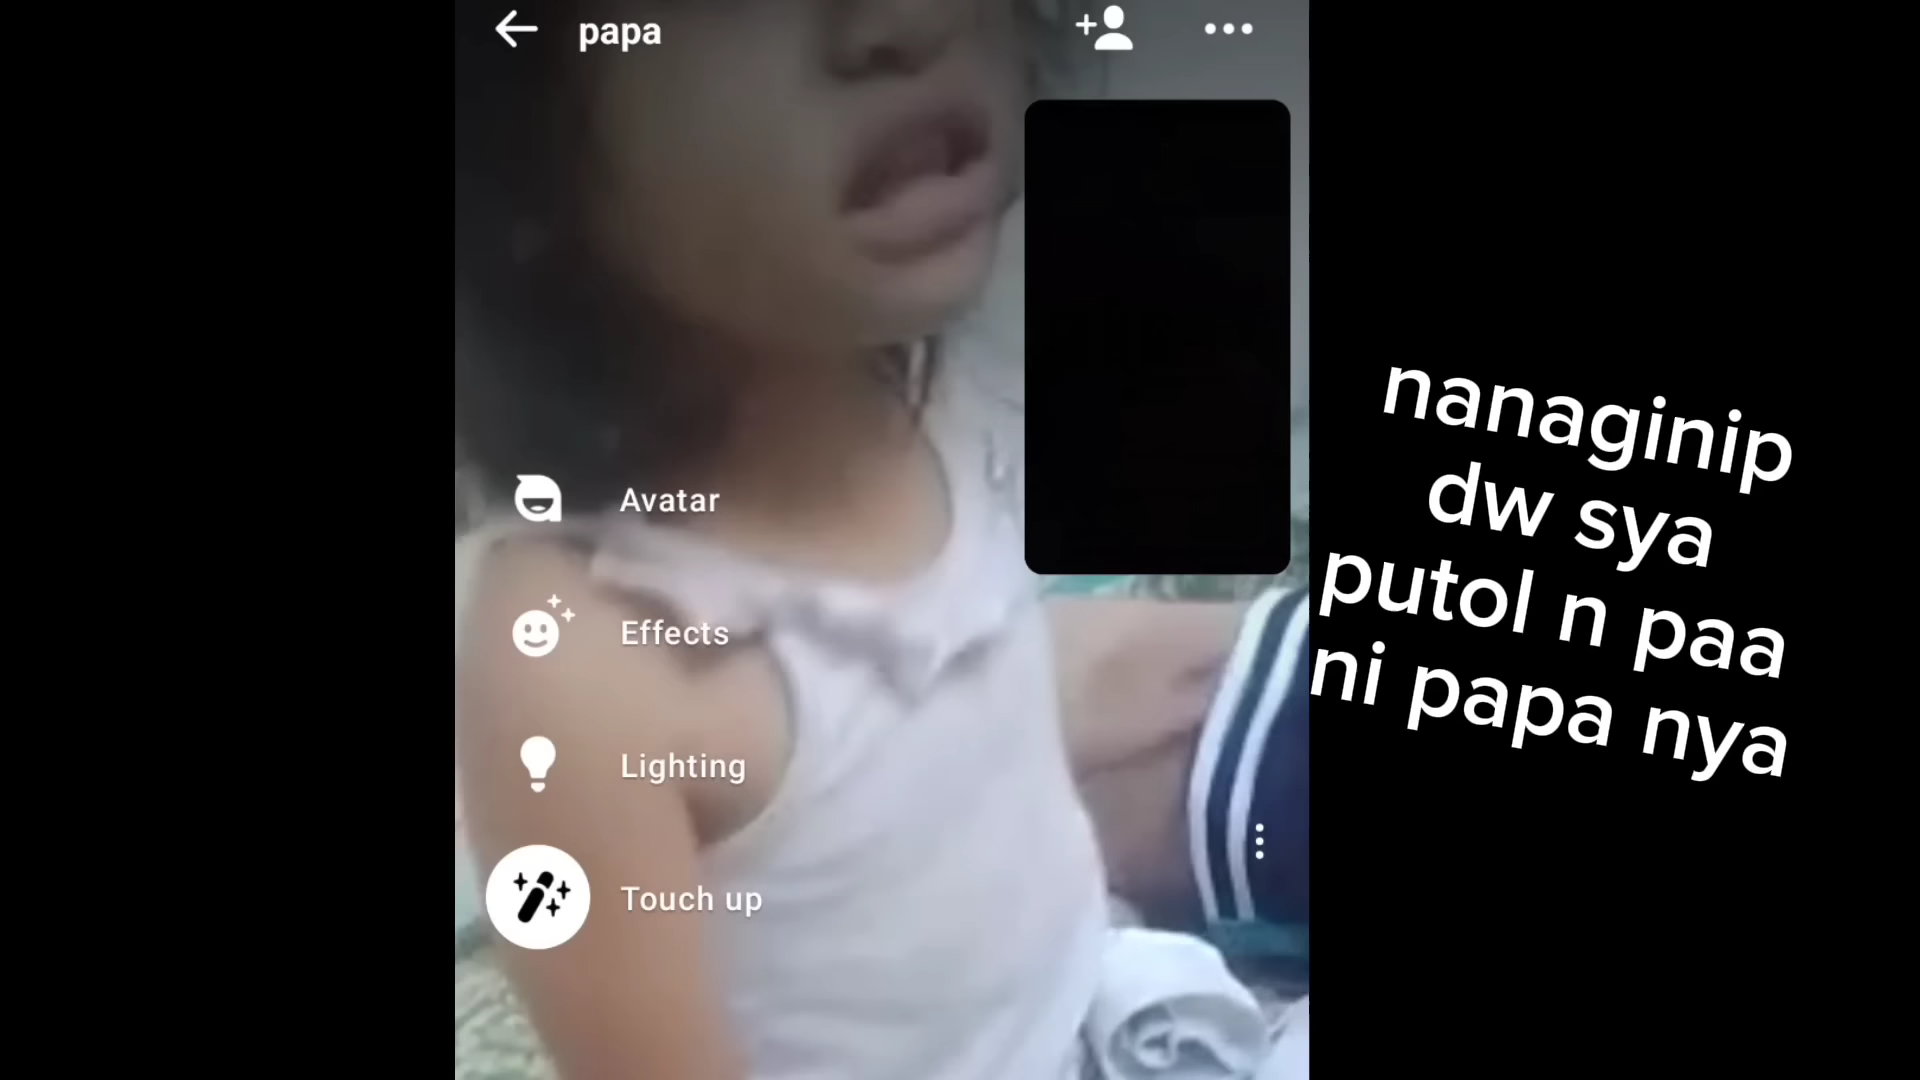 papa
Avatar
Effects
Lighting
Touch up
nanaginip
dw sya
putol n paa
ni papa nya